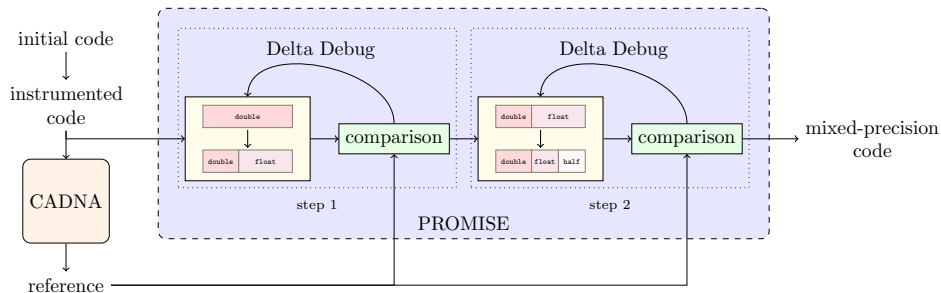 initial code
instrumented
code
CADNA
reference
Delta Debug
double
double float
comparison
step 1
Delta Debug
double float
double float half
comparison
step 2
PROMISE
mixed-precision
code